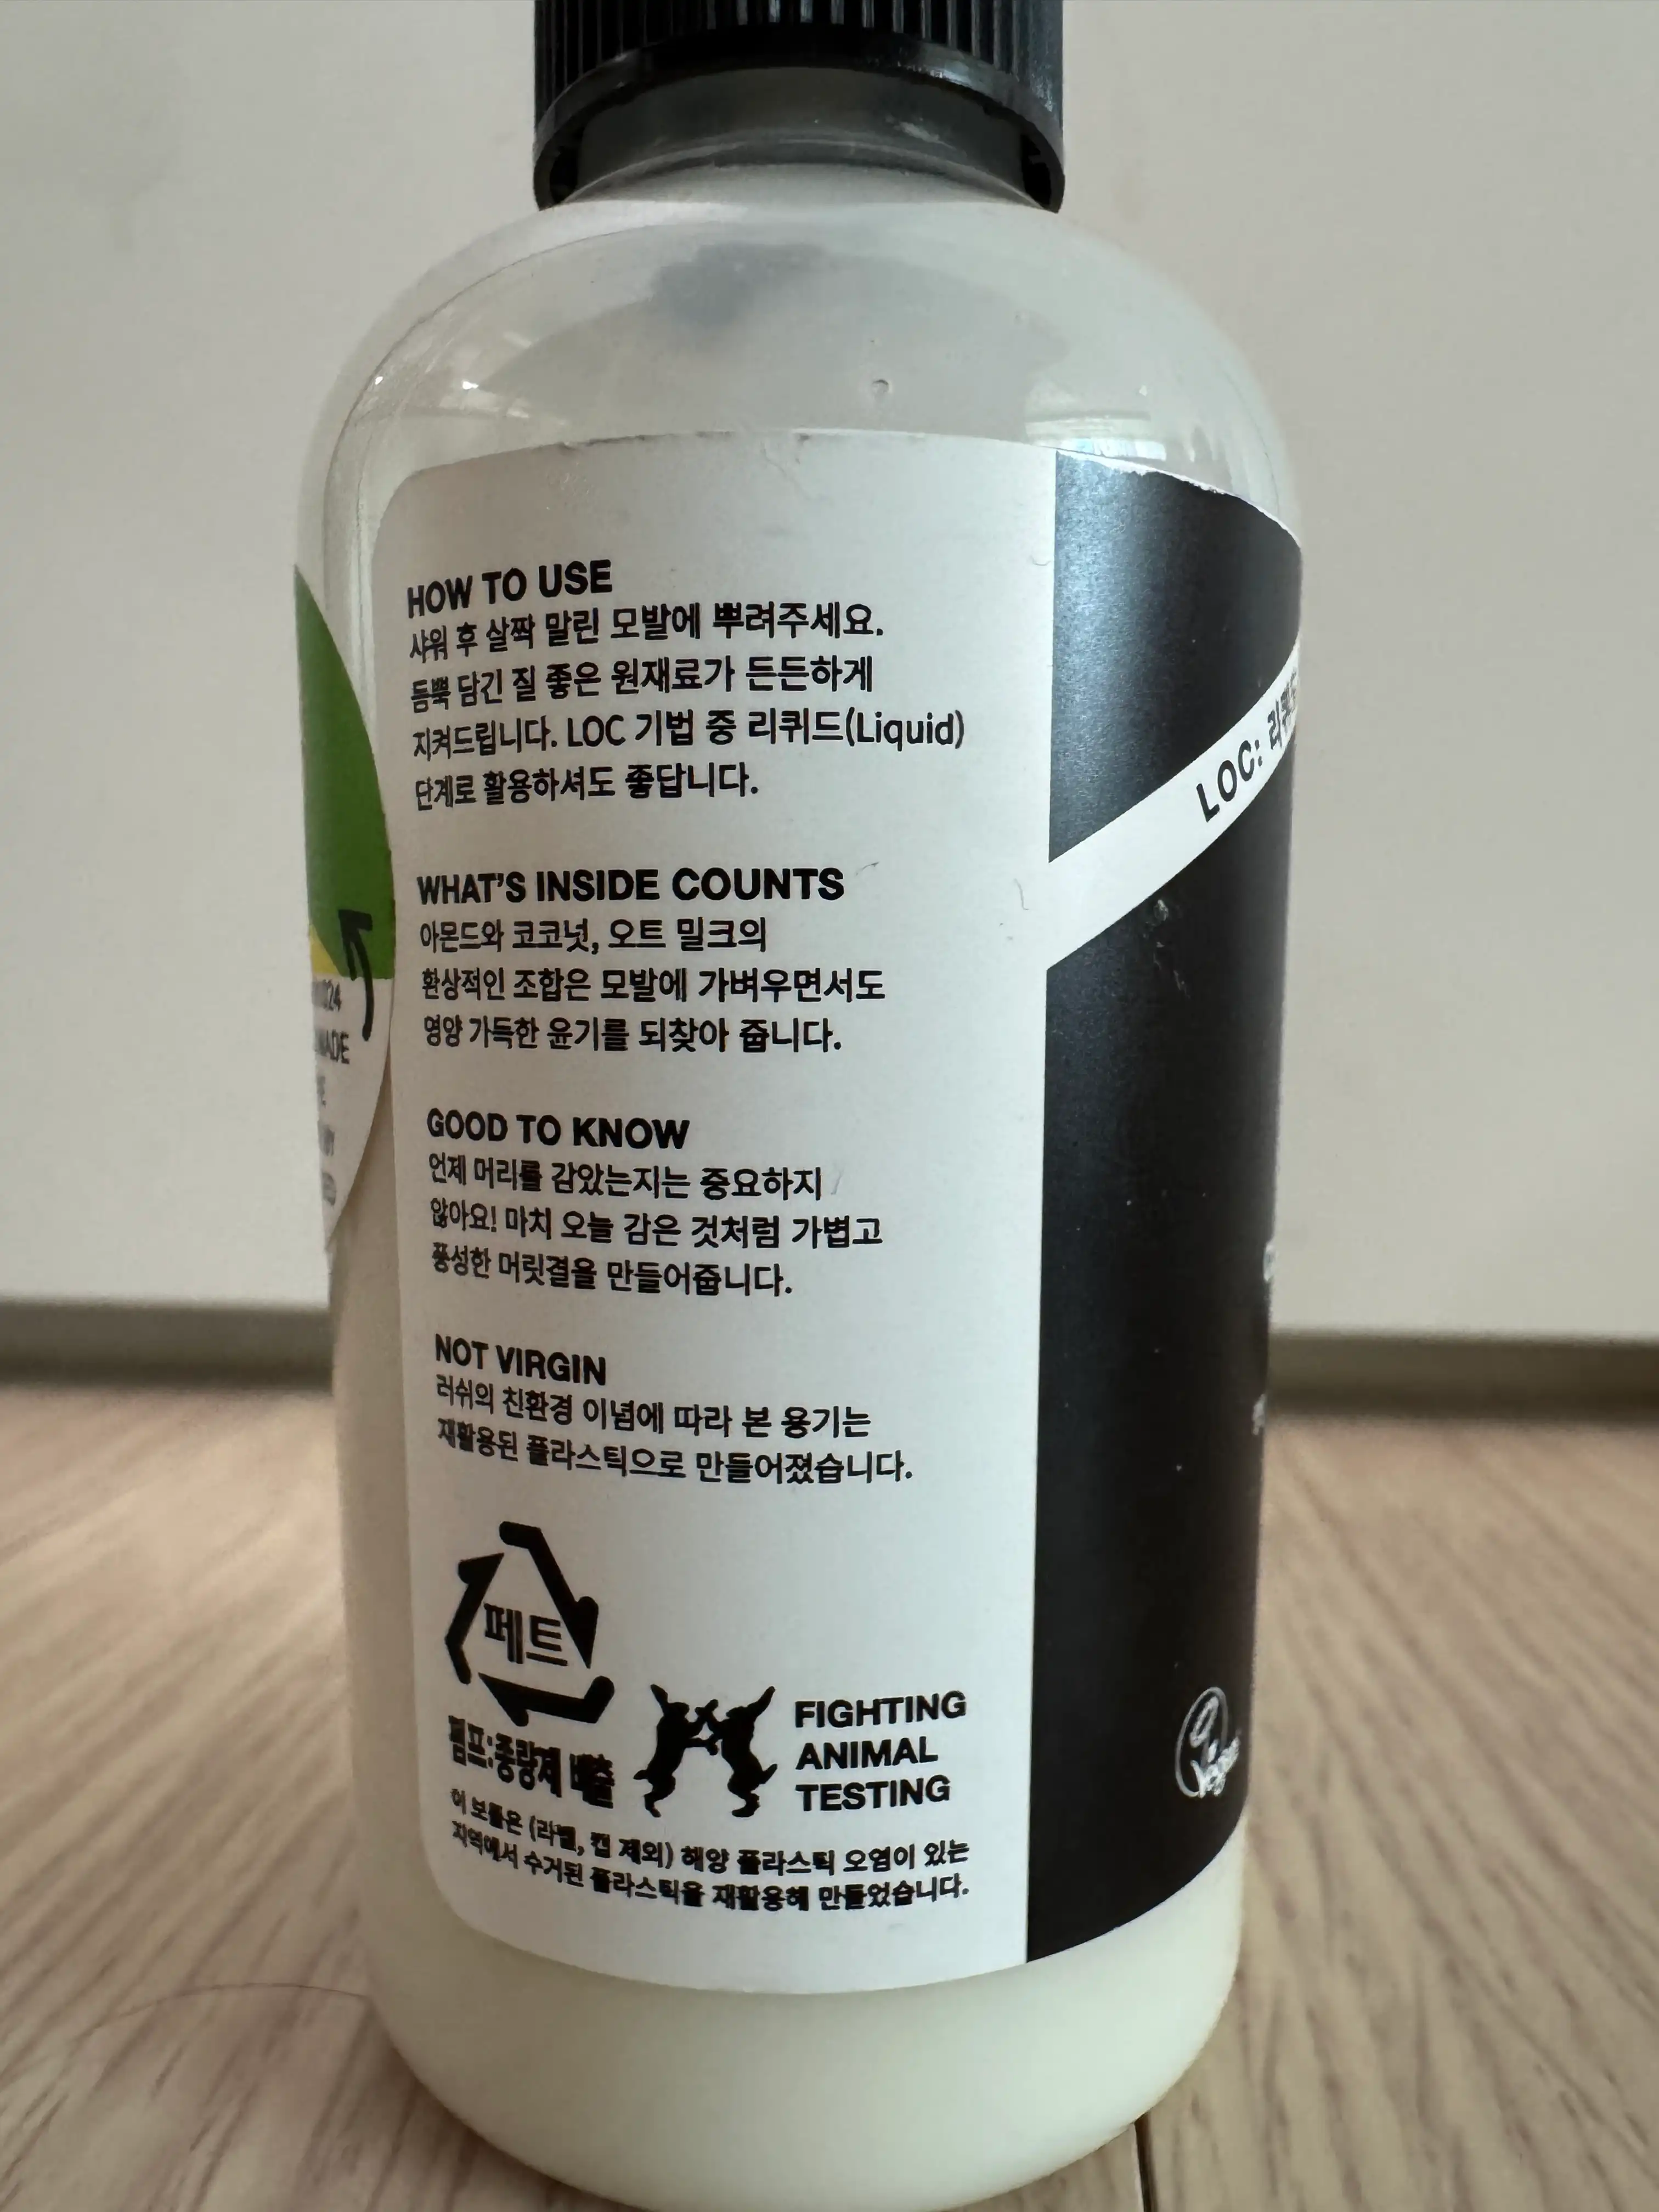 HOW TO USE
샤워 후 살짝 말린 모발에 뿌려주세요.
듬뿍 담긴 질 좋은 원재료가 든든하게
지켜드립니다. LOC 기법 중 리퀴드(Liquid)
단계로 활용하셔도 좋답니다.
WHAT'S INSIDE COUNTS
아몬드와 코코넛, 오트 밀크의
환상적인 조합은 모발에 가벼우면서도
영양 가득한 윤기를 되찾아 줍니다.
GOOD TO KNOW
언제 머리를 감았는지는 중요하지
않아요! 마치 오늘 감은 것처럼 가볍고
풍성한 머릿결을 만들어줍니다.
NOT VIRGIN
러쉬의 친환경 이념에 따라 본 용기는
재활용된 플라스틱으로 만들어졌습니다.
페트
펌프:종량제 배출
FIGHTING
ANIMAL
TESTING
이 보틀은 (라벨, 캡 제외) 해양 플라스틱 오염이 있는
지역에서 수거된 플라스틱을 재활용해 만들었습니다.
LOC:
Vegan